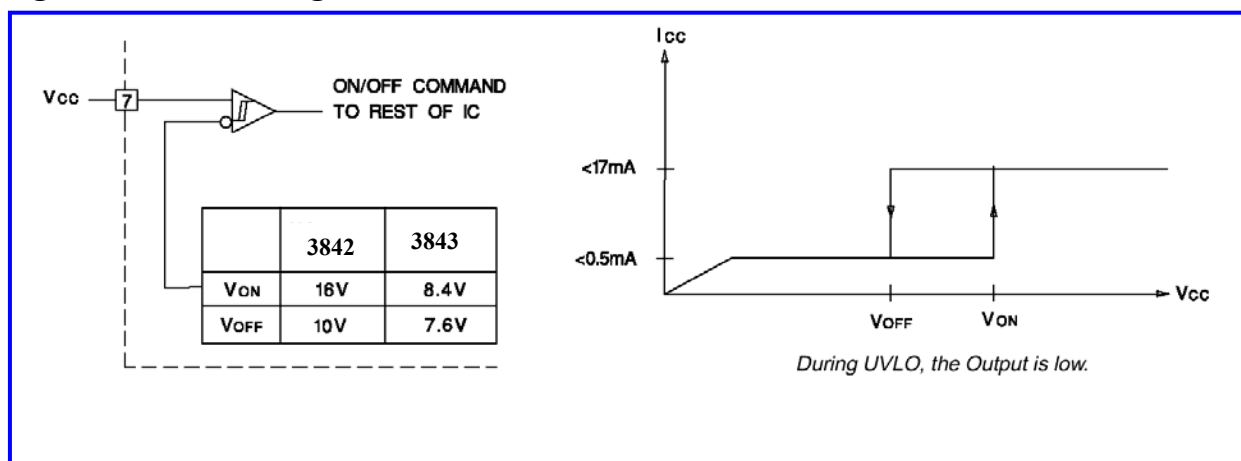 Vcc
7
ON/OFF COMMAND
TO REST OF IC
3842 3843
VON 16V 8.4V
VOFF 10V 7.6V
Icc
<17mA
<0.5mA
VOFF VON
Vcc
During UVLO, the Output is low.